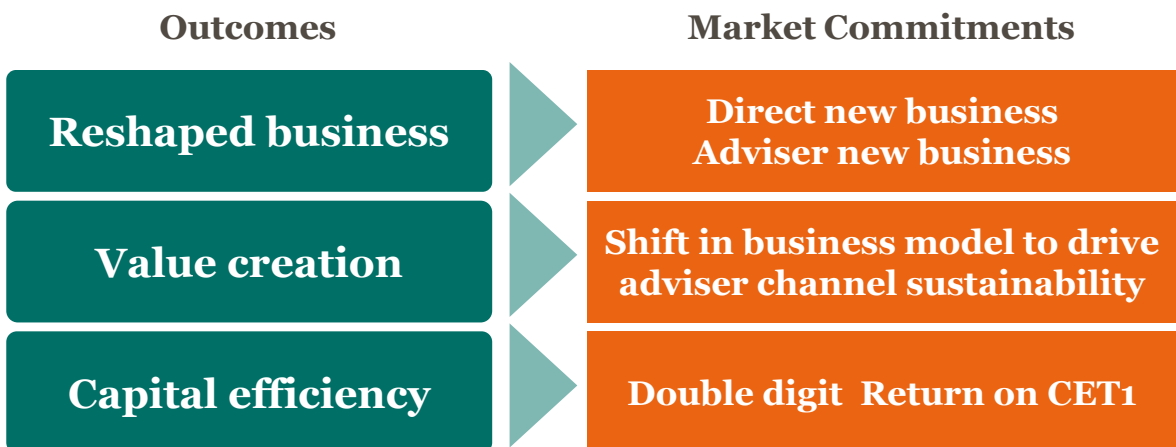 Outcomes
Market Commitments
Reshaped business
Direct new business
Adviser new business
Value creation
Shift in business model to drive
adviser channel sustainability
Capital efficiency
Double digit  Return on CET1